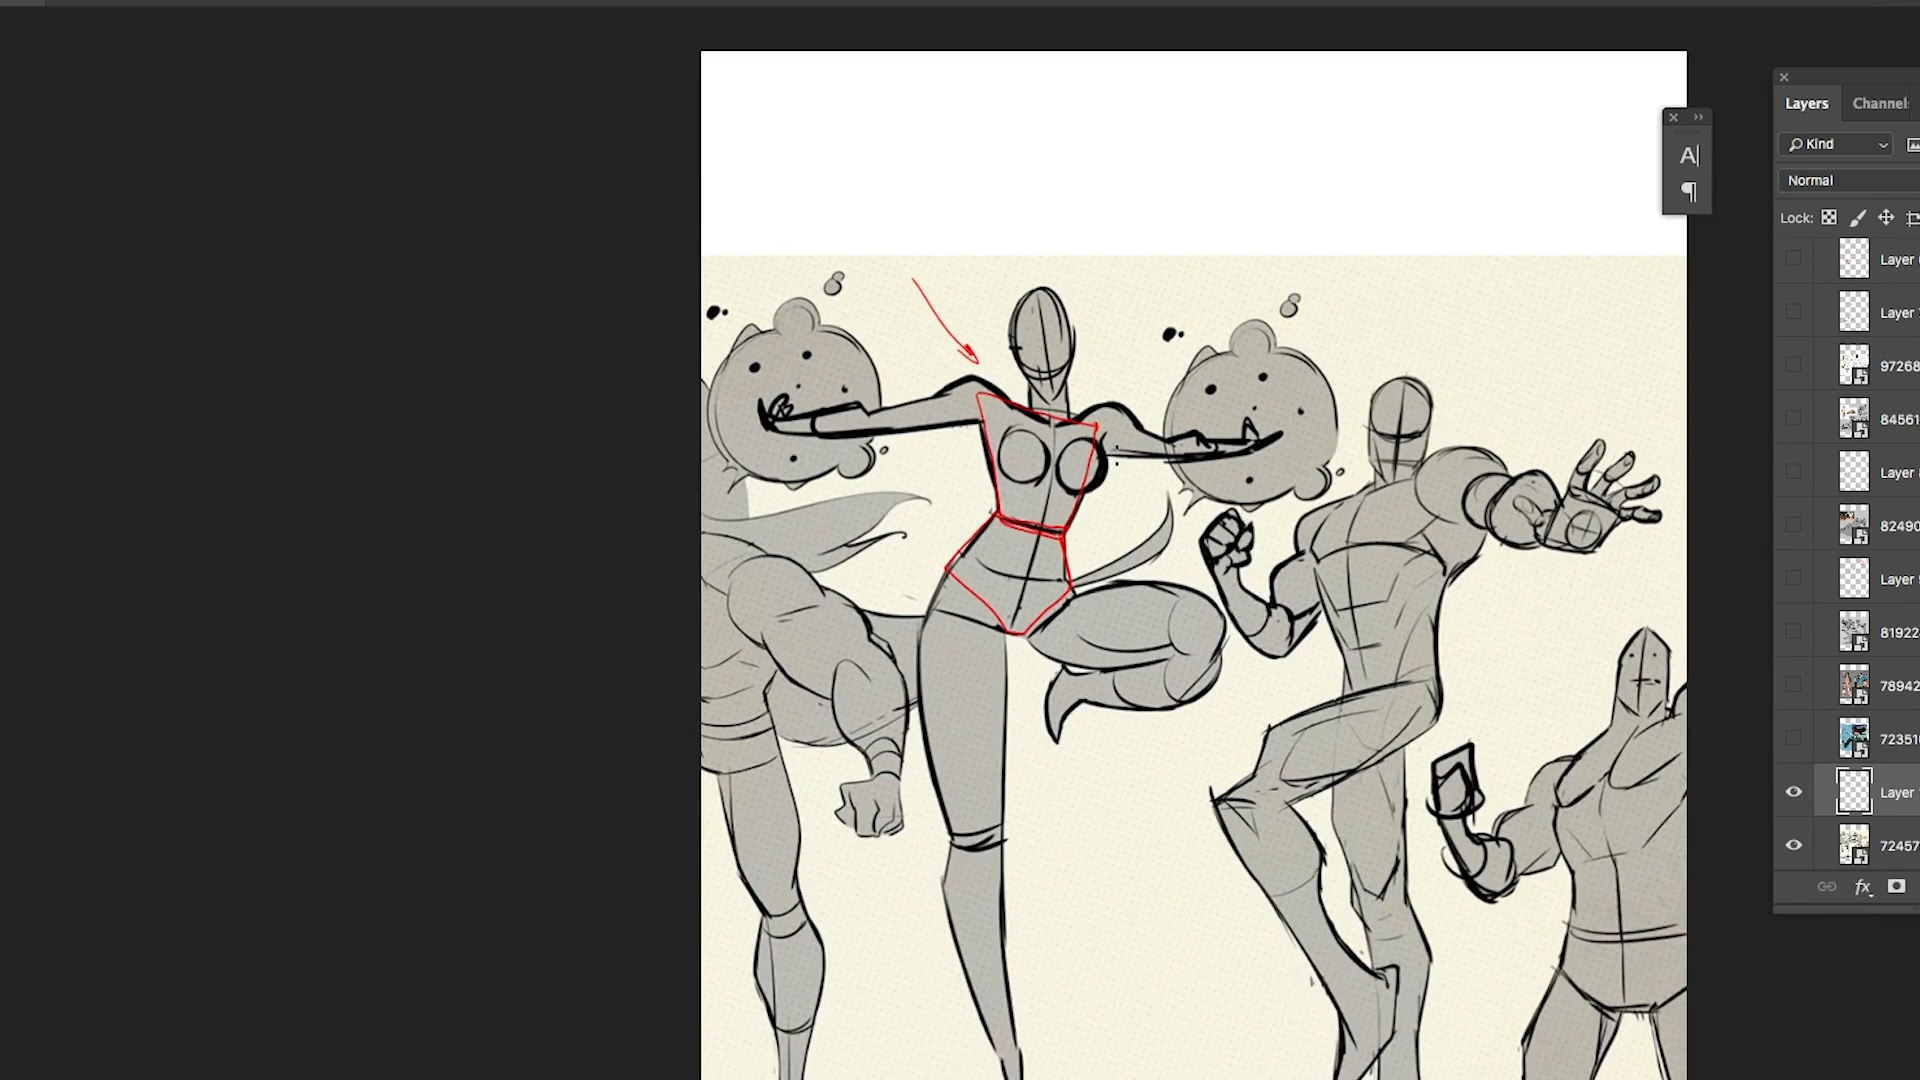 Layers Channel
Kind
Normal
Lock:
Layer
Layer
97268
84561
Layer
82490
Layer
81922
78942
72351
Layer
72457
fx
A
¶